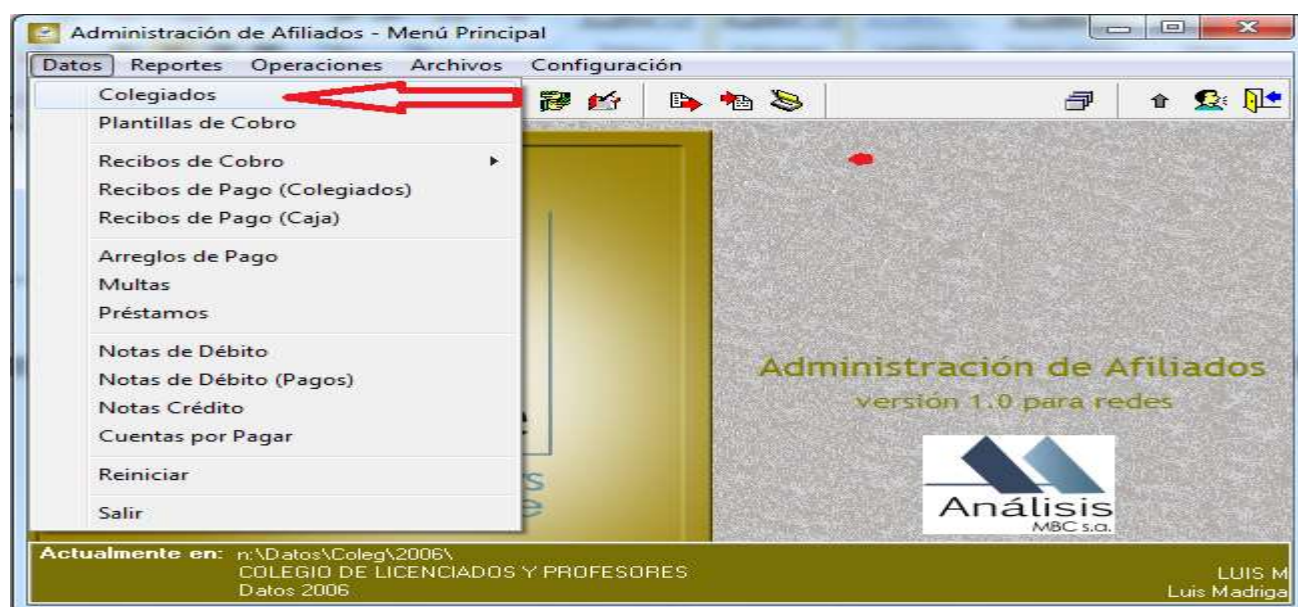 Administración de Afiliados - Menú Principal
Datos Reportes Operaciones Archivos Configuración
Colegiados
Plantillas de Cobro
Recibos de Cobro
Recibos de Pago (Colegiados)
Recibos de Pago (Caja)
Arreglos de Pago
Multas
Préstamos
Notas de Débito
Notas de Débito (Pagos)
Notas Crédito
Cuentas por Pagar
Reiniciar
Salir
Administración de Afiliados
versión 1.0 para redes
Análisis
MBC s.a.
Actualmente en: n:\Datos\Coleg\2006\
COLEGIO DE LICENCIADOS Y PROFESORES
LUIS M
Datos 2006
Luis Madriga